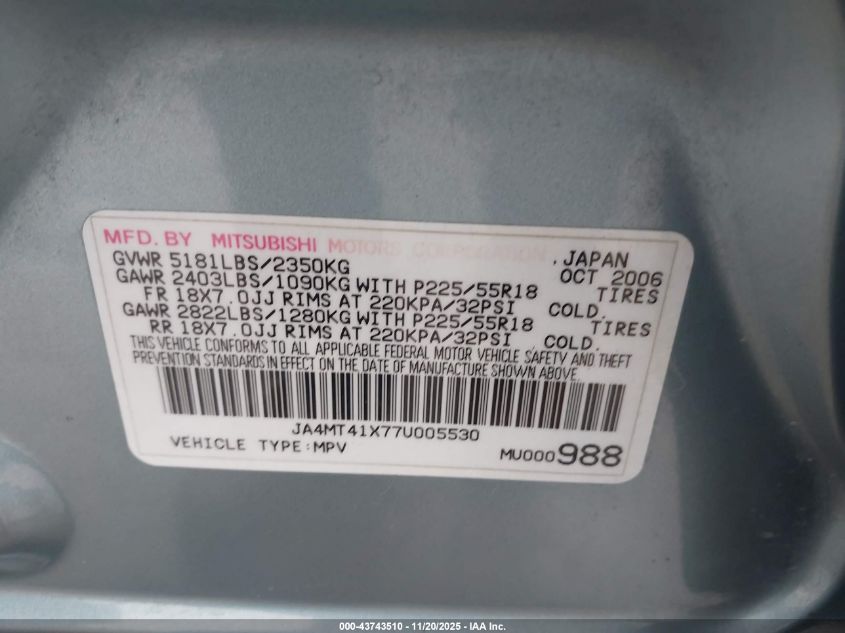 MFD. BY MITSUBISHI MOTORS CORPORATION. JAPAN
GVWR 5181LBS/2350KG OCT 2006
GAWR 2403LBS/1090KG WITH P225/55R18 TIRES
FR 18X7.0JJ RIMS AT 220KPA/32PSI COLD.
GAWR 2822LBS/1280KG WITH P225/55R18 TIRES
RR 18X7.0JJ RIMS AT 220KPA/32PSI COLD.
THIS VEHICLE CONFORMS TO ALL APPLICABLE FEDERAL MOTOR VEHICLE SAFETY AND THEFT
PREVENTION STANDARDS IN EFFECT ON THE DATE OF MANUFACTURE SHOWN ABOVE.
JA4MT41X77U005530
VEHICLE TYPE:MPV MU000988
000-43743510 - 11/20/2025 - IAA Inc.